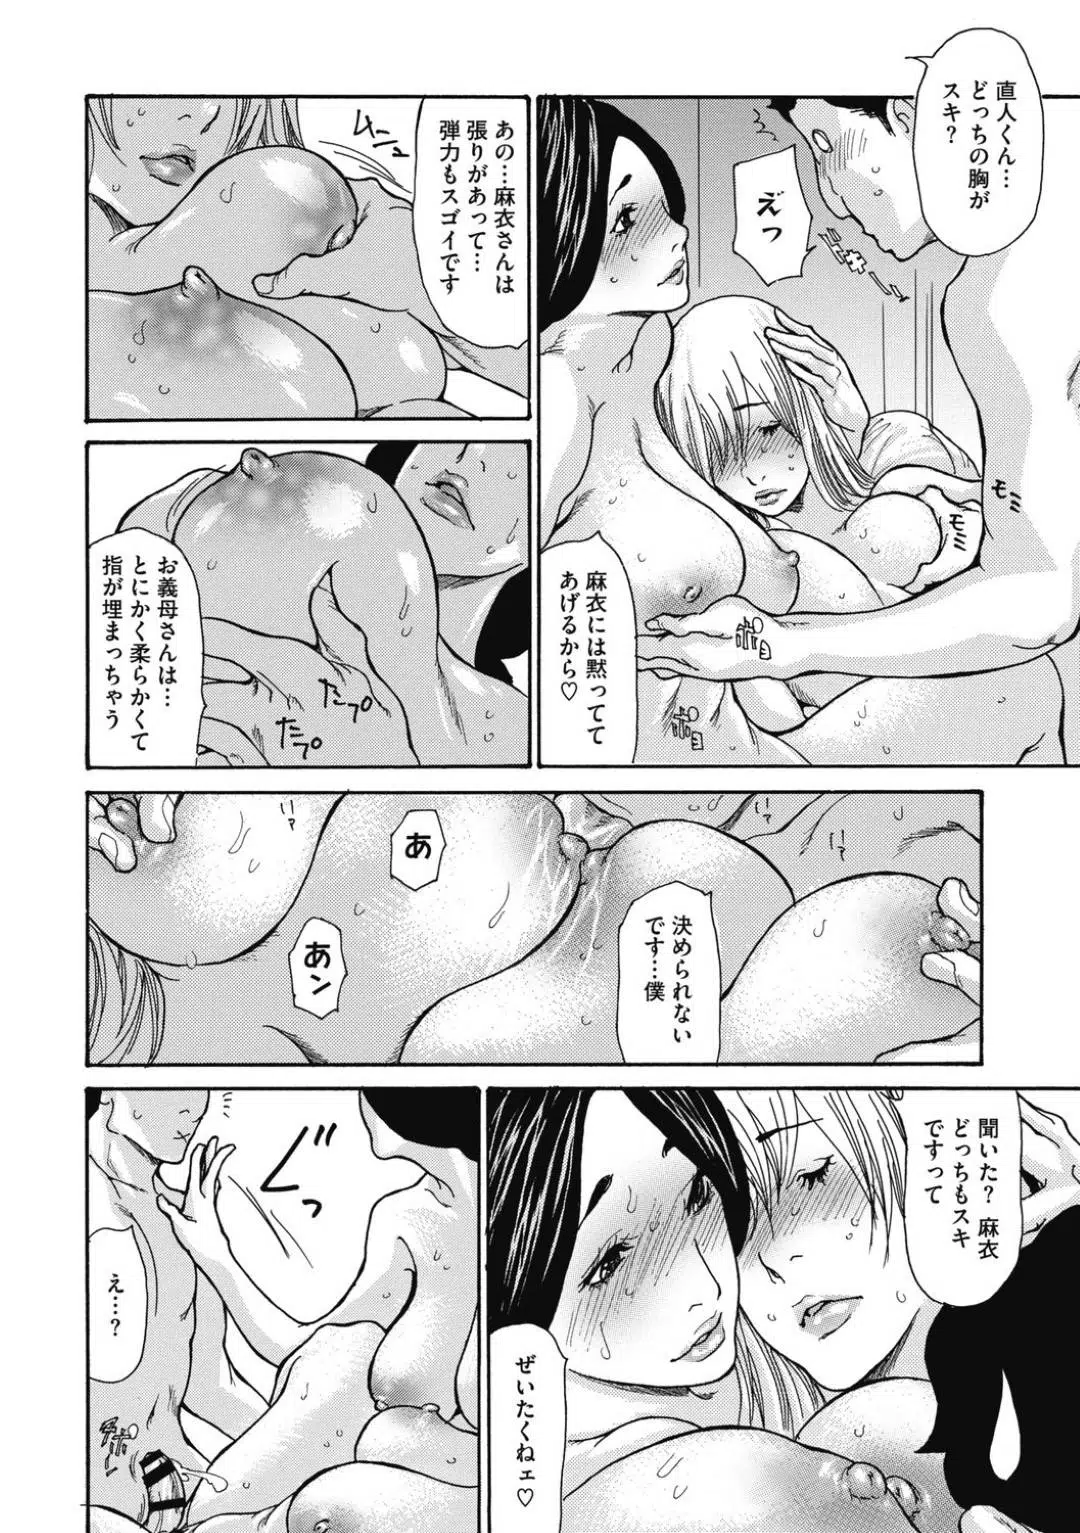 直人くん…
どっちの胸が
スキ?
えっ
ドキーッ
モミ
モミ
麻衣には黙ってて
あげるから♡
ムニュ
あの…麻衣さんは
張りがあって…
弾力もスゴイです
お義母さんは…
とにかく柔らかくて
指が埋まっちゃう
たぷ
たぷ
あ
あン
決められない
です…僕
聞いた? 麻衣
どっちもスキ
ですって
ぜいたくねェ♡
ぐっ
え…?